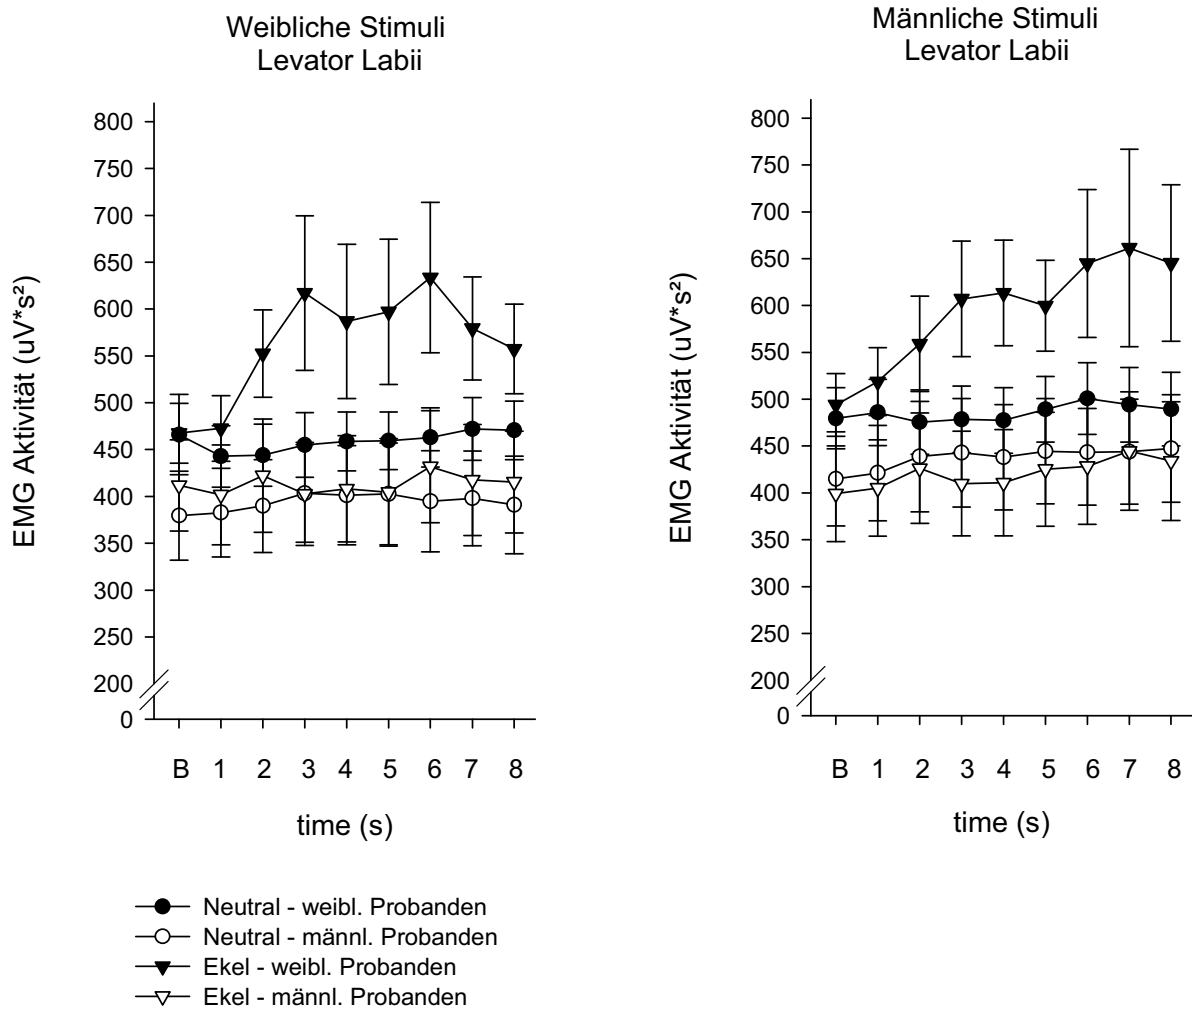 Weibliche Stimuli
Levator Labii
EMG Aktivität (uV*s²)
800
750
700
650
600
550
500
450
400
350
300
250
200
0
B 1 2 3 4 5 6 7 8
time (s)
Männliche Stimuli
Levator Labii
EMG Aktivität (uV*s²)
800
750
700
650
600
550
500
450
400
350
300
250
200
0
B 1 2 3 4 5 6 7 8
time (s)
Neutral - weibl. Probanden
Neutral - männl. Probanden
Ekel - weibl. Probanden
Ekel - männl. Probanden